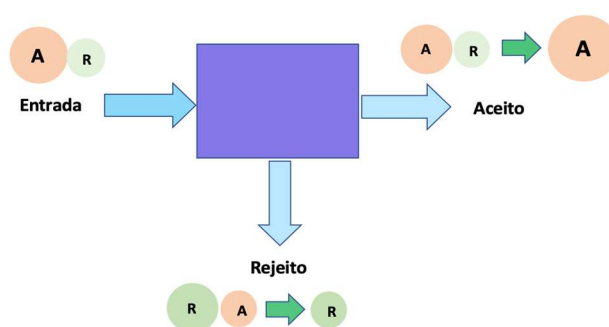 A R
Entrada
A R A
Aceito
Rejeito
R A R